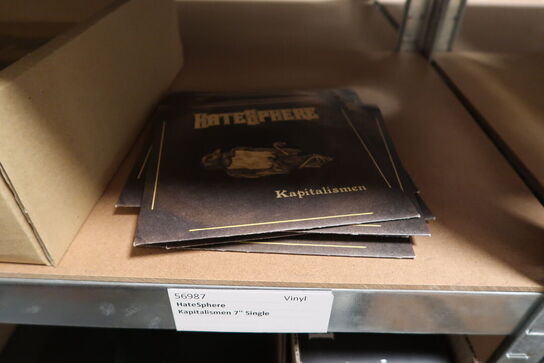 HATESPHERE
Kapitalismen
56987 Vinyl
HateSphere
Kapitalismen 7" Single